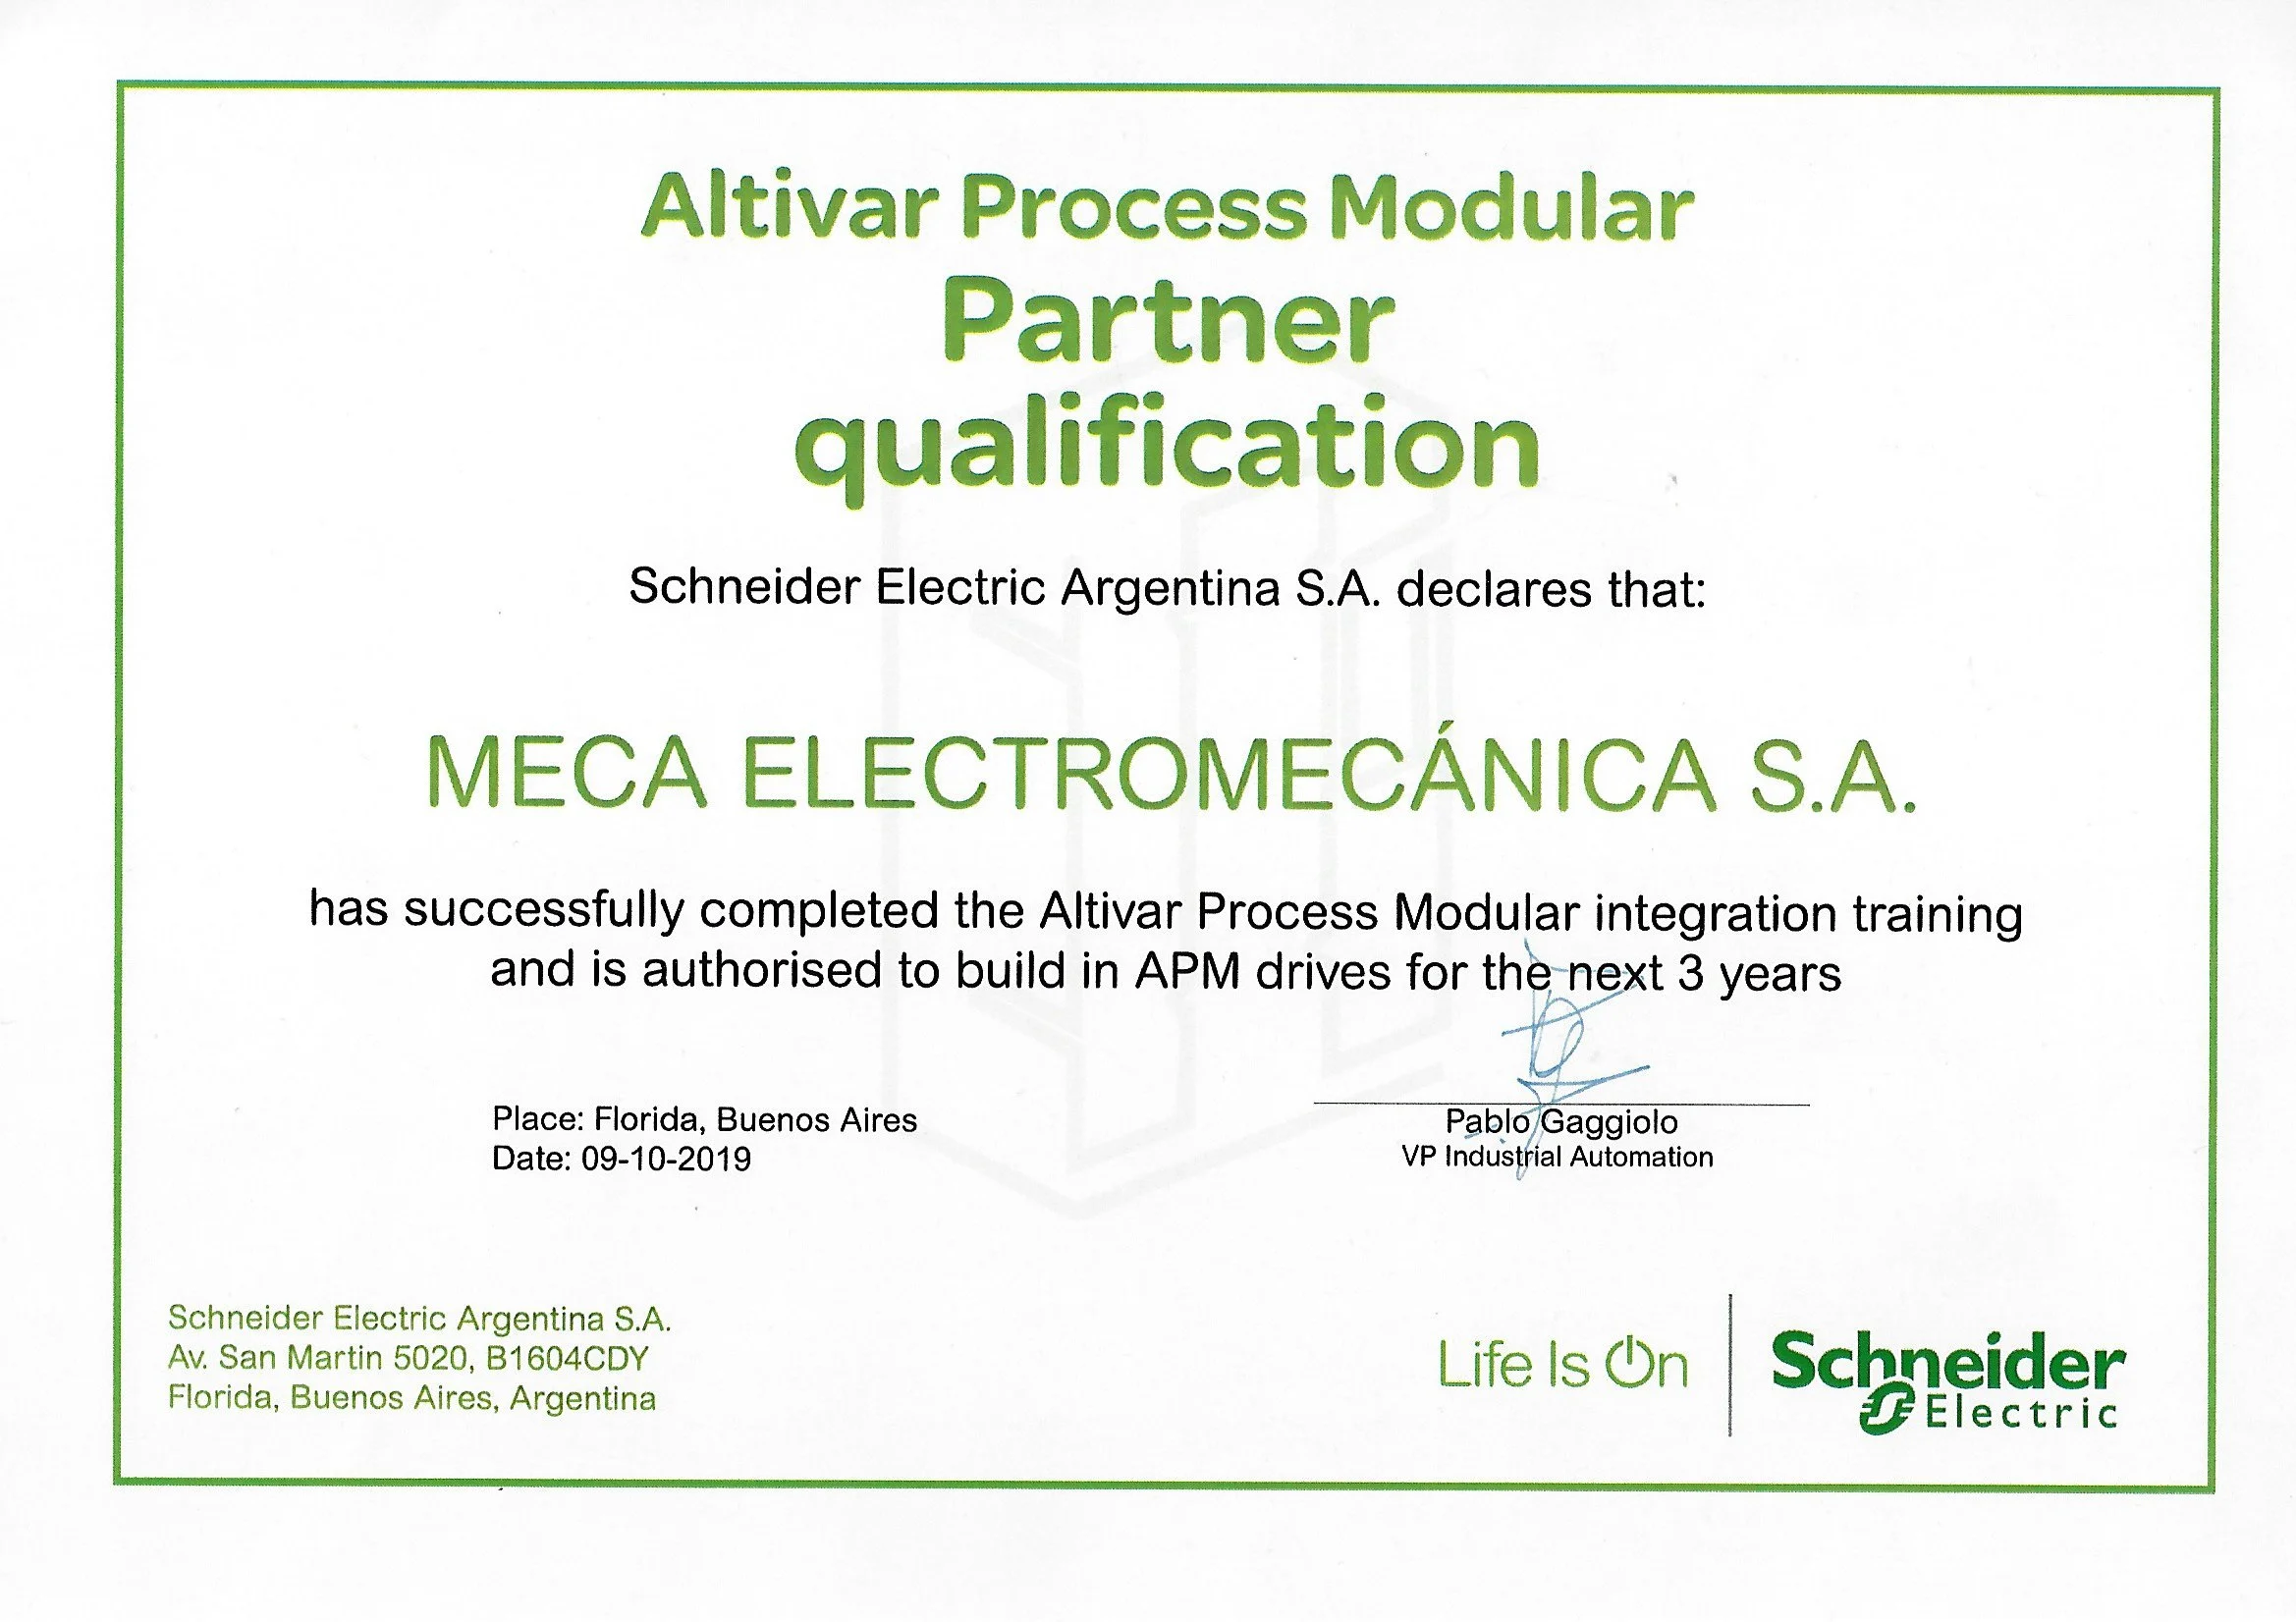 Altivar Process Modular
Partner
qualification
Schneider Electric Argentina S.A. declares that:
MECA ELECTROMECÁNICA S.A.
has successfully completed the Altivar Process Modular integration training
and is authorised to build in APM drives for the next 3 years
Place: Florida, Buenos Aires
Date: 09-10-2019
Pablo Gaggiolo
VP Industrial Automation
Schneider Electric Argentina S.A.
Av. San Martin 5020, B1604CDY
Florida, Buenos Aires, Argentina
Life Is On
Schneider
Electric